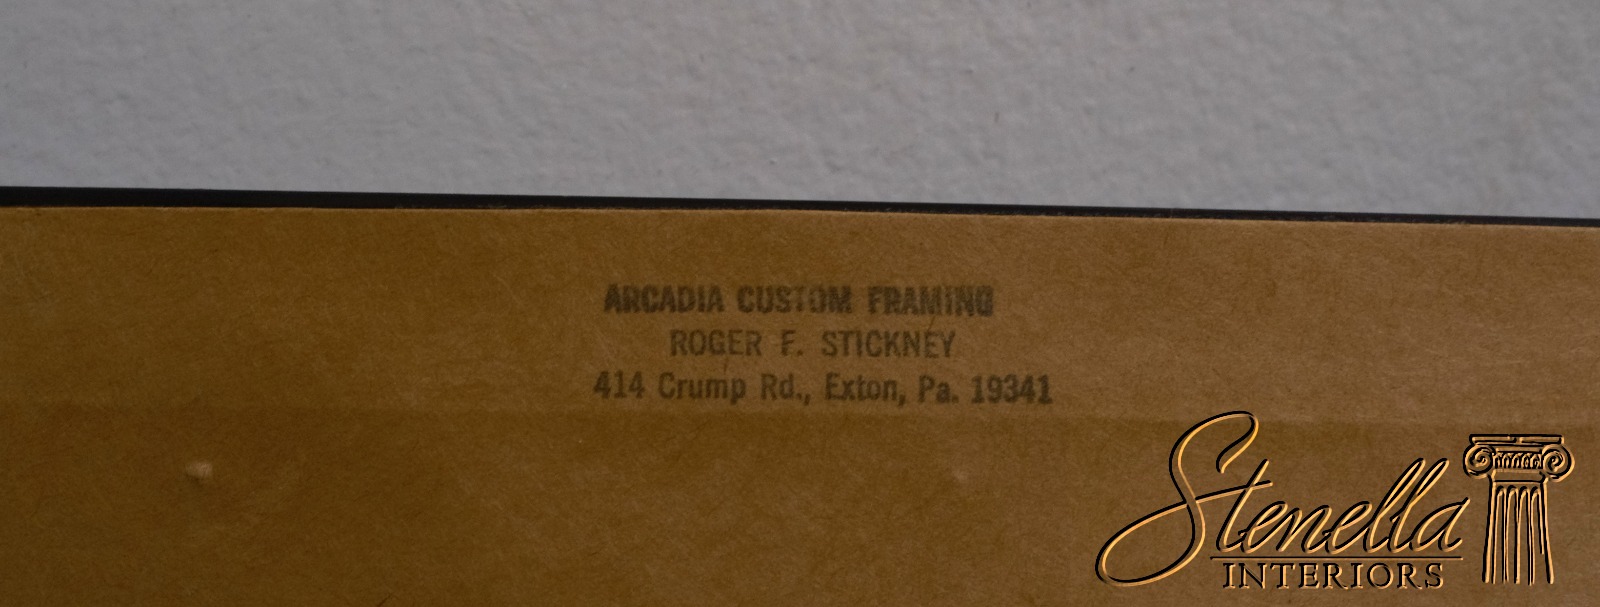 ARCADIA CUSTOM FRAMING
ROGER F. STICKNEY
414 Crump Rd., Exton, Pa. 19341
Stenella
INTERIORS